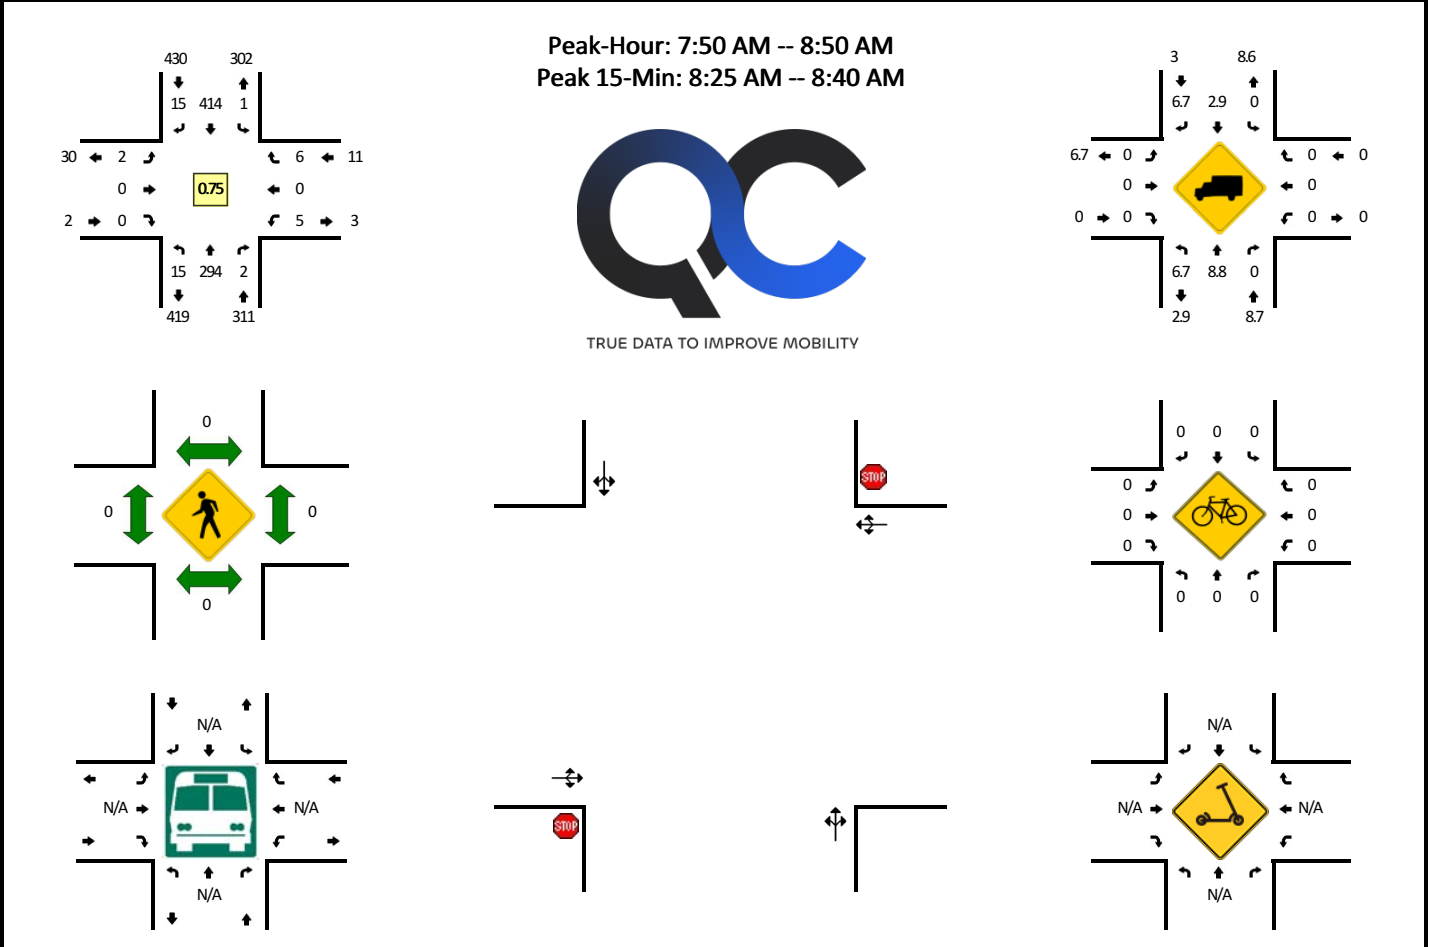 Peak-Hour: 7:50 AM -- 8:50 AM
Peak 15-Min: 8:25 AM -- 8:40 AM
430 302
15 414 1
30 2 6 11
0 0.75 0
2 0 5 3
15 294 2
419 311
TRUE DATA TO IMPROVE MOBILITY
3 8.6
6.7 2.9 0
6.7 0 0 0
0 0
0 0 0 0
6.7 8.8 0
2.9 8.7
0
0 0
0
STOP
STOP
0 0 0
0 0
0 0
0 0
0 0 0
N/A
N/A N/A
N/A
N/A
N/A N/A
N/A